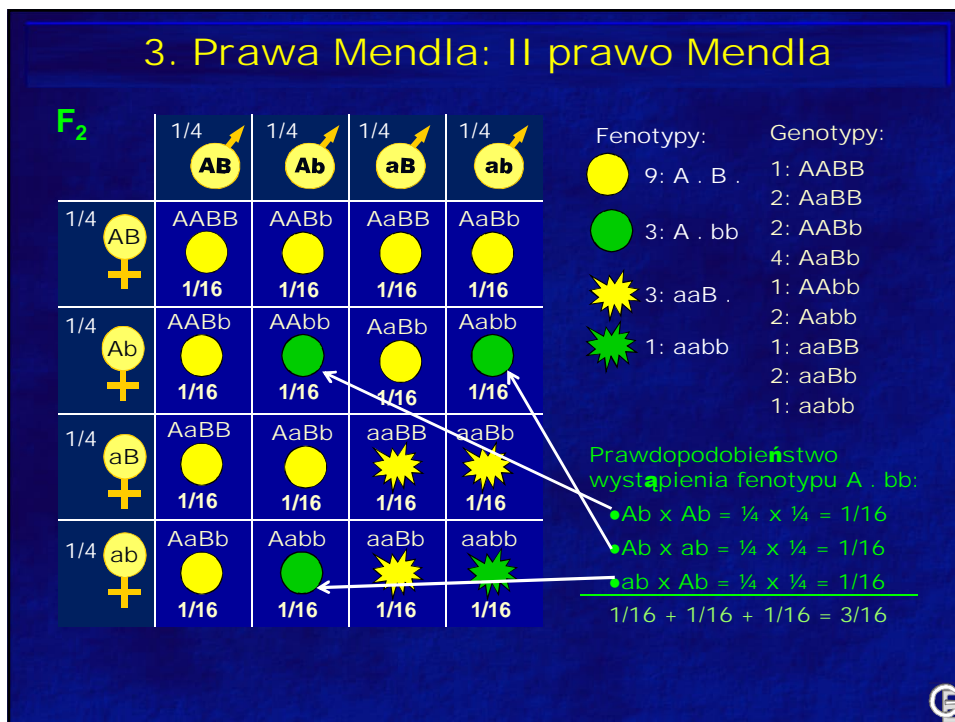 3. Prawa Mendla: II prawo Mendla
F2
1/4 1/4 1/4 1/4
AB Ab aB ab
1/4 AB
AABB AABb AaBB AaBb
1/16 1/16 1/16 1/16
1/4 Ab
AABb AAbb AaBb Aabb
1/16 1/16 1/16 1/16
1/4 aB
AaBB AaBb aaBB aaBb
1/16 1/16 1/16 1/16
1/4 ab
AaBb Aabb aaBb aabb
1/16 1/16 1/16 1/16
Fenotypy:
9: A . B .
3: A . bb
3: aaB .
1: aabb
Genotypy:
1: AABB
2: AaBB
2: AABb
4: AaBb
1: AAbb
2: Aabb
1: aaBB
2: aaBb
1: aabb
Prawdopodobieństwo
wystąpienia fenotypu A . bb:
•Ab x Ab = ¼ x ¼ = 1/16
•Ab x ab = ¼ x ¼ = 1/16
•ab x Ab = ¼ x ¼ = 1/16
1/16 + 1/16 + 1/16 = 3/16